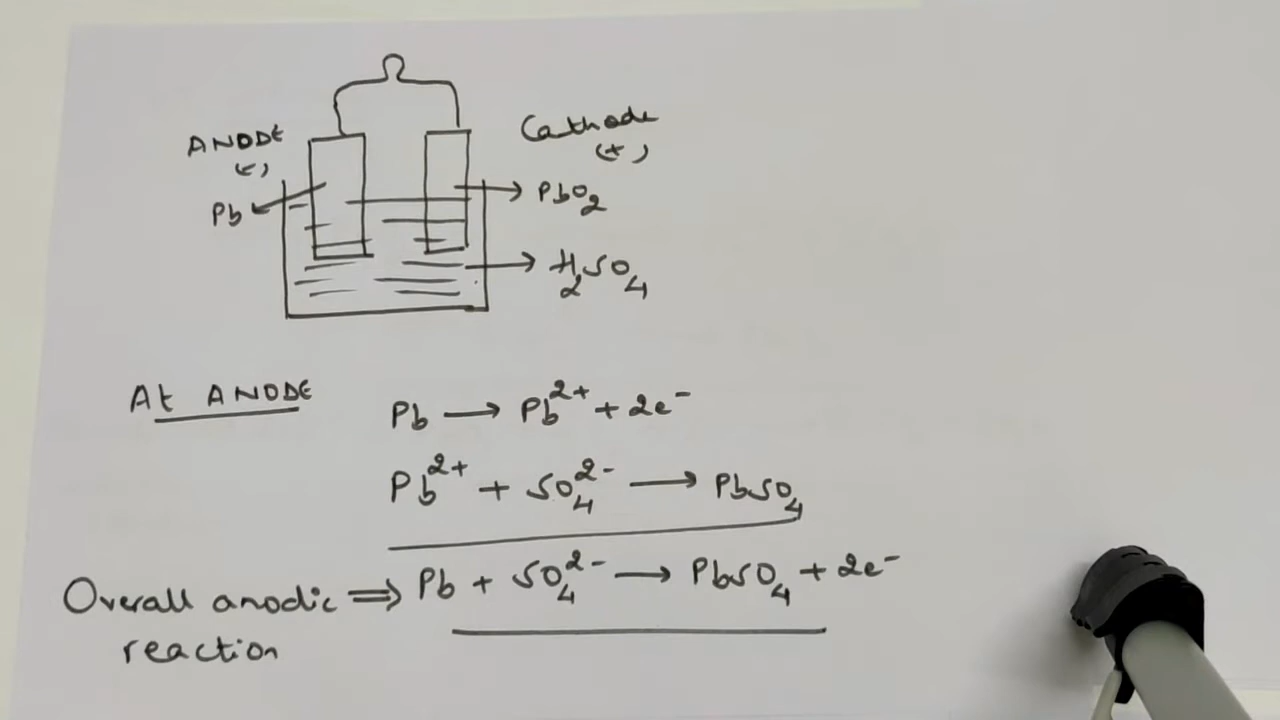 ANODE
(-)
Cathode
(+)
Pb
PbO₂
H₂SO₄
At ANODE
Pb ⟶ Pb²⁺ + 2e⁻
Pb²⁺ + SO₄²⁻ ⟶ PbSO₄
Overall anodic ⟹ Pb + SO₄²⁻ ⟶ PbSO₄ + 2e⁻
reaction